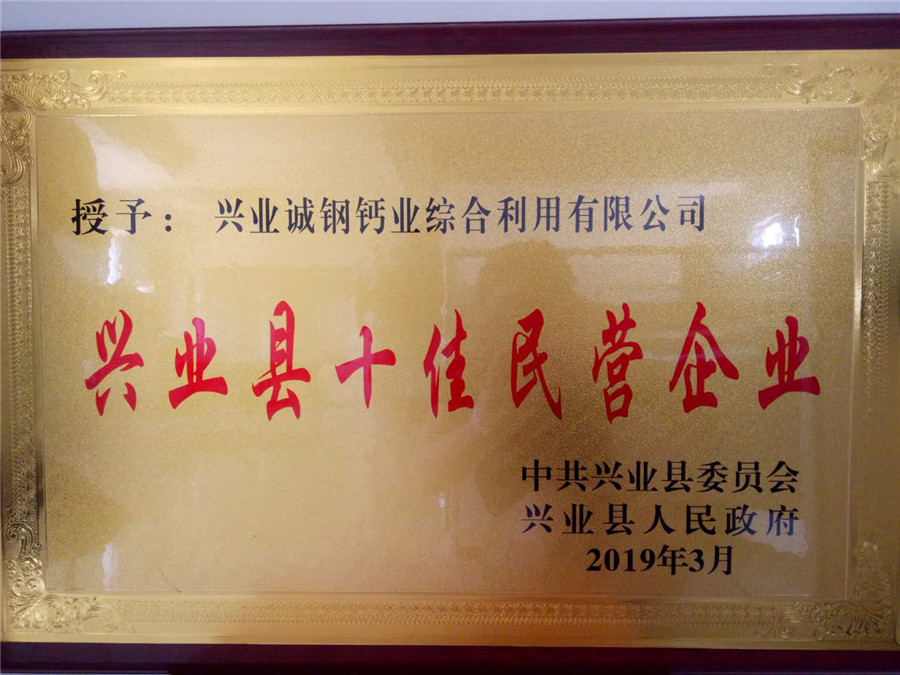 授予：兴业诚钢钙业综合利用有限公司
兴业县十佳民营企业
中共兴业县委员会
兴业县人民政府
2019年3月